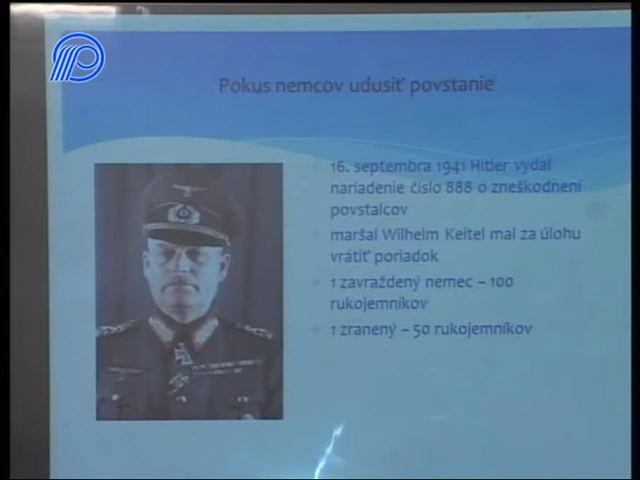 Pokus nemcov udusiť povstanie
16. septembra 1941 Hitler vydal
nariadenie číslo 888 o zneškodnení
povstalcov
maršal Wilhelm Keitel mal za úlohu
vrátiť poriadok
1 zavraždený nemec – 100
rukojemníkov
1 zranený – 50 rukojemníkov